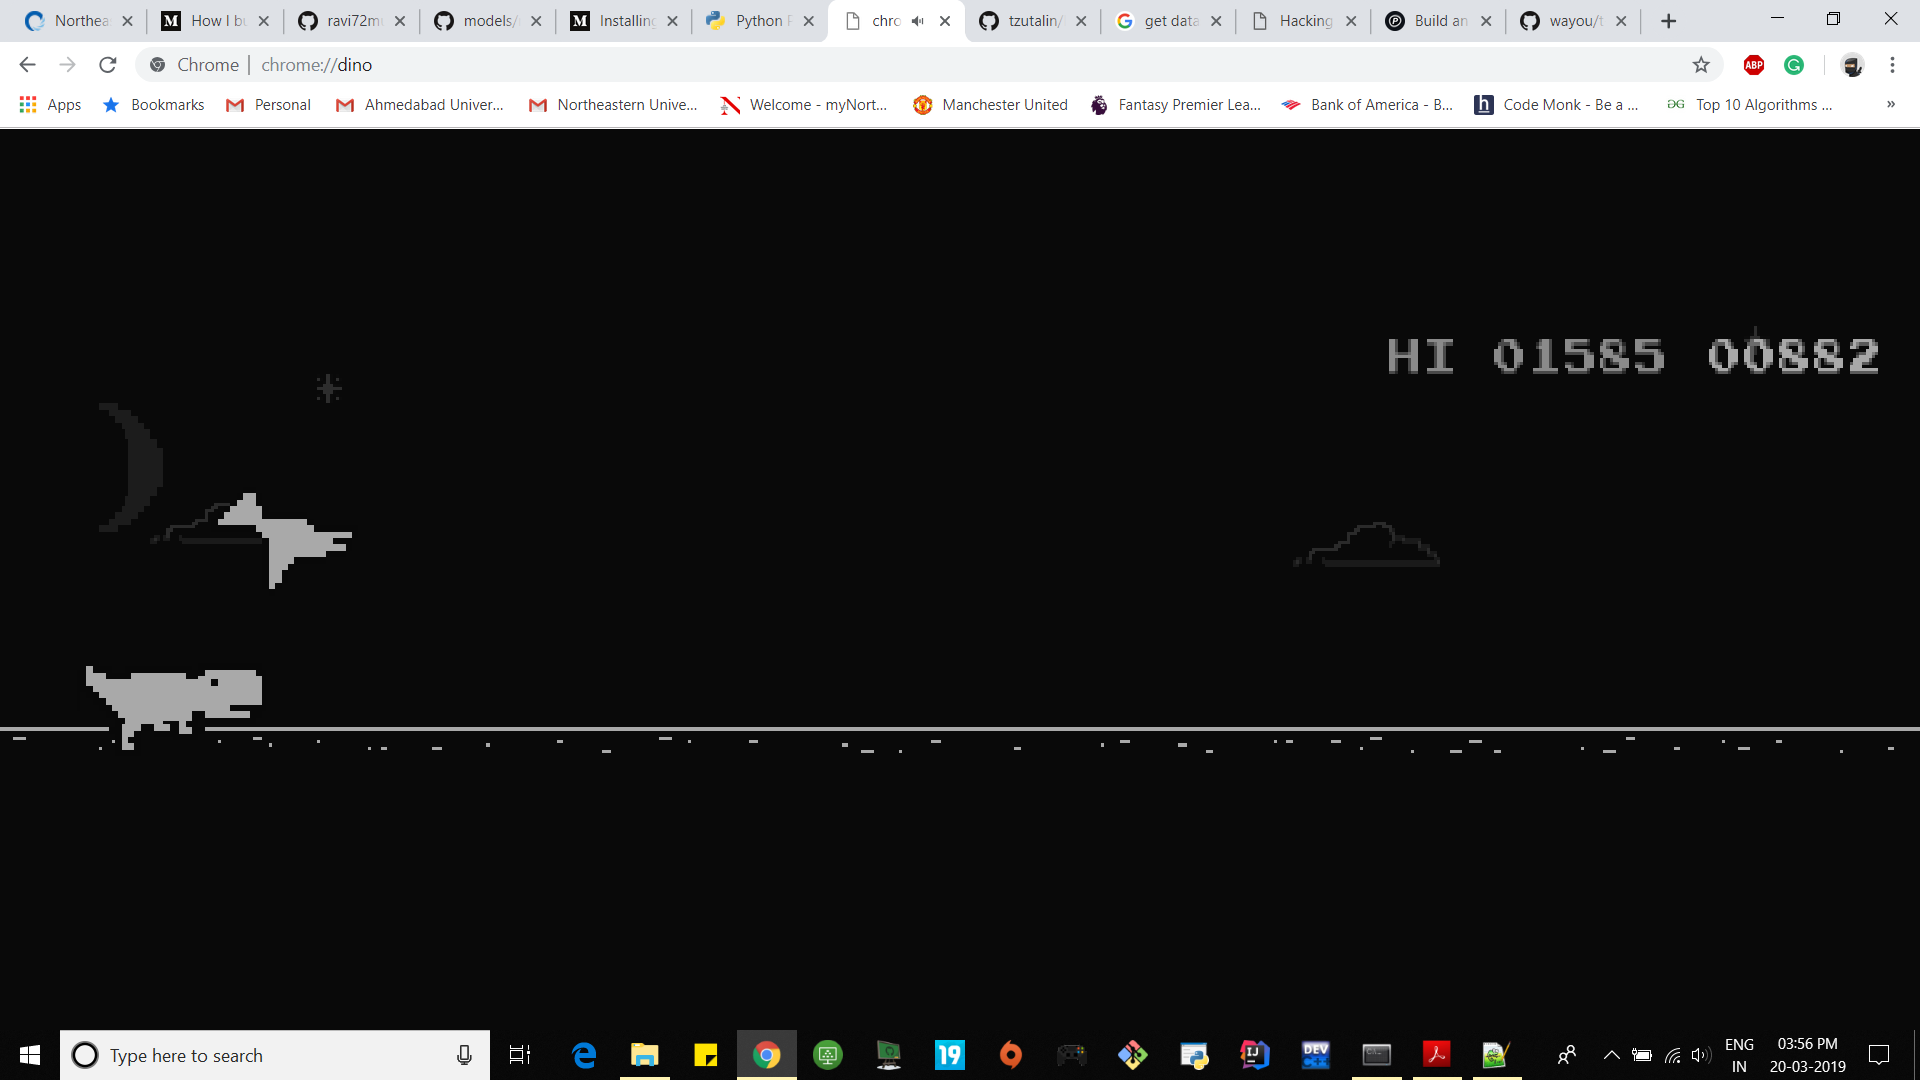 Northea How I bu ravi72m models/ Installing Python chro tzutalin/ get data Hacking Build an wayou/t
Chrome | chrome://dino
Apps Bookmarks Personal Ahmedabad Univer... Northeastern Unive... Welcome - myNort... Manchester United Fantasy Premier Lea... Bank of America - B... Code Monk - Be a ... Top 10 Algorithms ... »
HI 01585 00882
Type here to search
19
DEV
ENG
IN
03:56 PM
20-03-2019